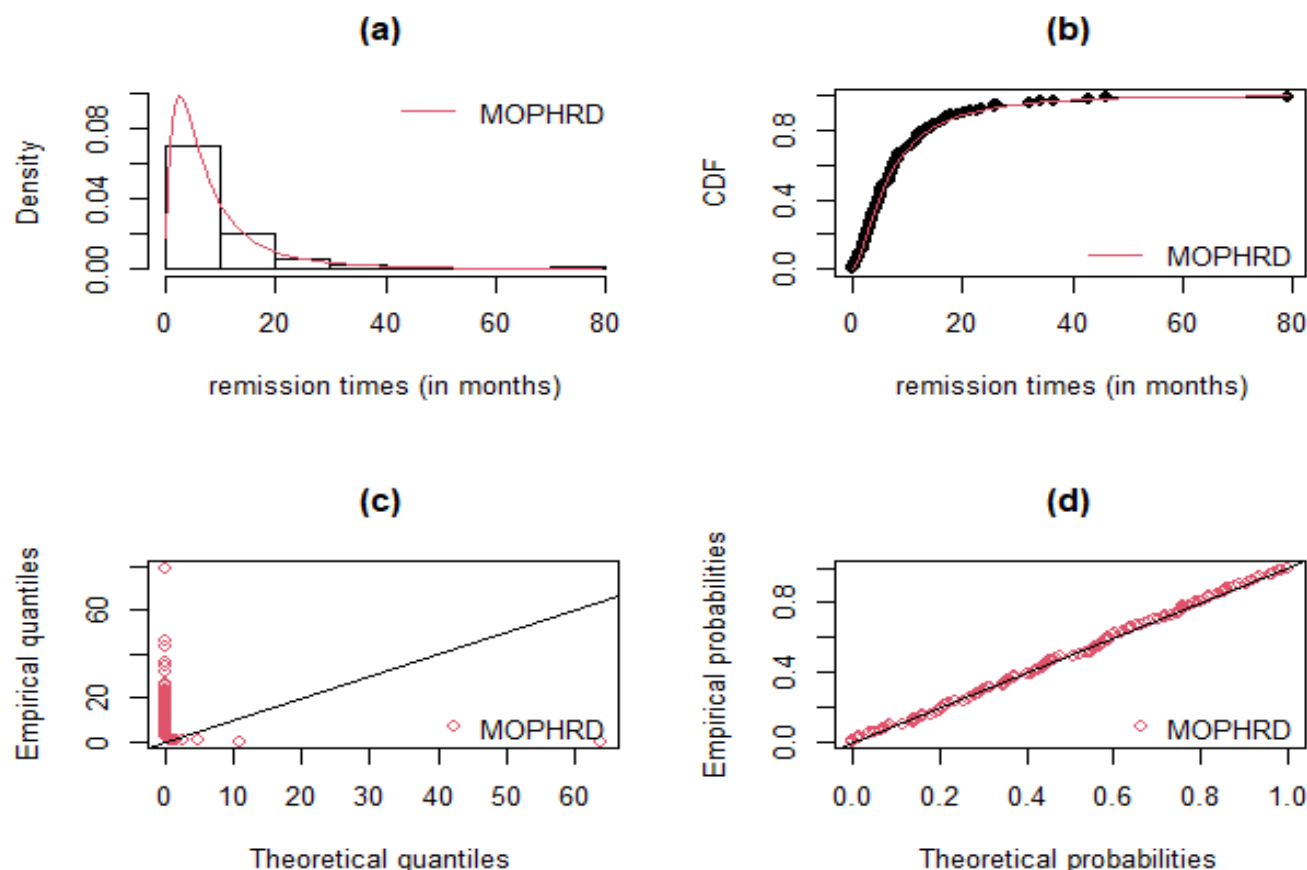 (a)
Density
0.00 0.04 0.08
MOPHRD
0 20 40 60 80
remission times (in months)
(b)
CDF
0.0 0.4 0.8
MOPHRD
0 20 40 60 80
remission times (in months)
(c)
Empirical quantiles
0 20 60
MOPHRD
0 10 20 30 40 50 60
Theoretical quantiles
(d)
Empirical probabilities
0.0 0.4 0.8
MOPHRD
0.0 0.2 0.4 0.6 0.8 1.0
Theoretical probabilities